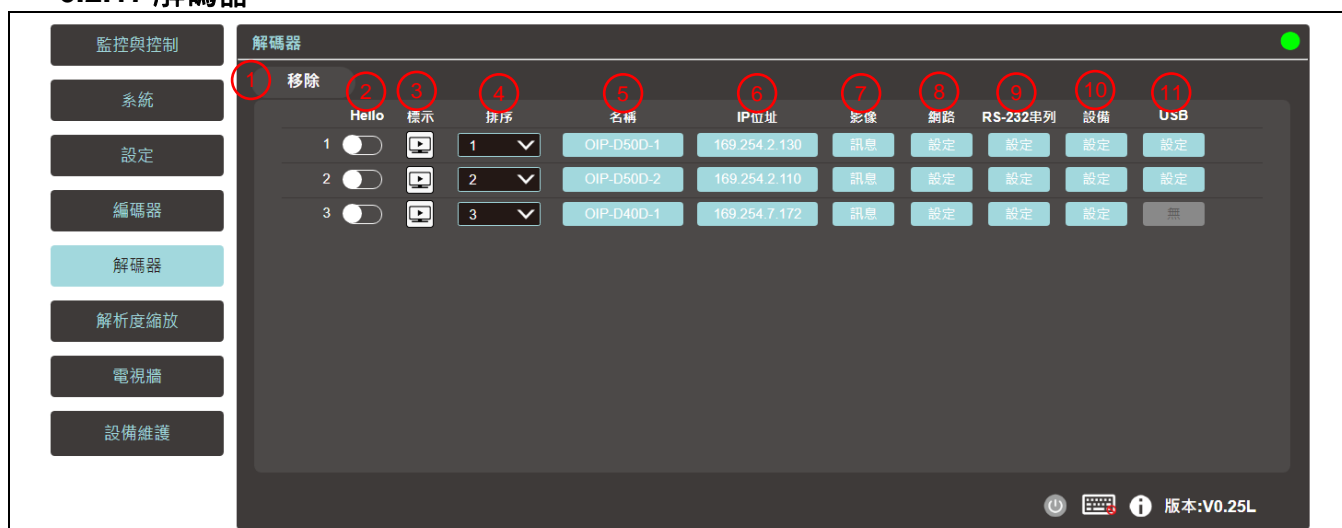 解碼器
監控與控制
系統
設定
編碼器
解碼器
解析度縮放
電視牆
設備維護
解碼器
1 移除
2 3 4 5 6 7 8 9 10 11
Hello 標示 排序 名稱 IP位址 影像 網路 RS-232串列 設備 USB
1 1 OIP-D50D-1 169.254.2.130 訊息 設定 設定 設定 設定
2 2 OIP-D50D-2 169.254.2.110 訊息 設定 設定 設定 設定
3 3 OIP-D40D-1 169.254.7.172 訊息 設定 設定 設定 無
版本:V0.25L